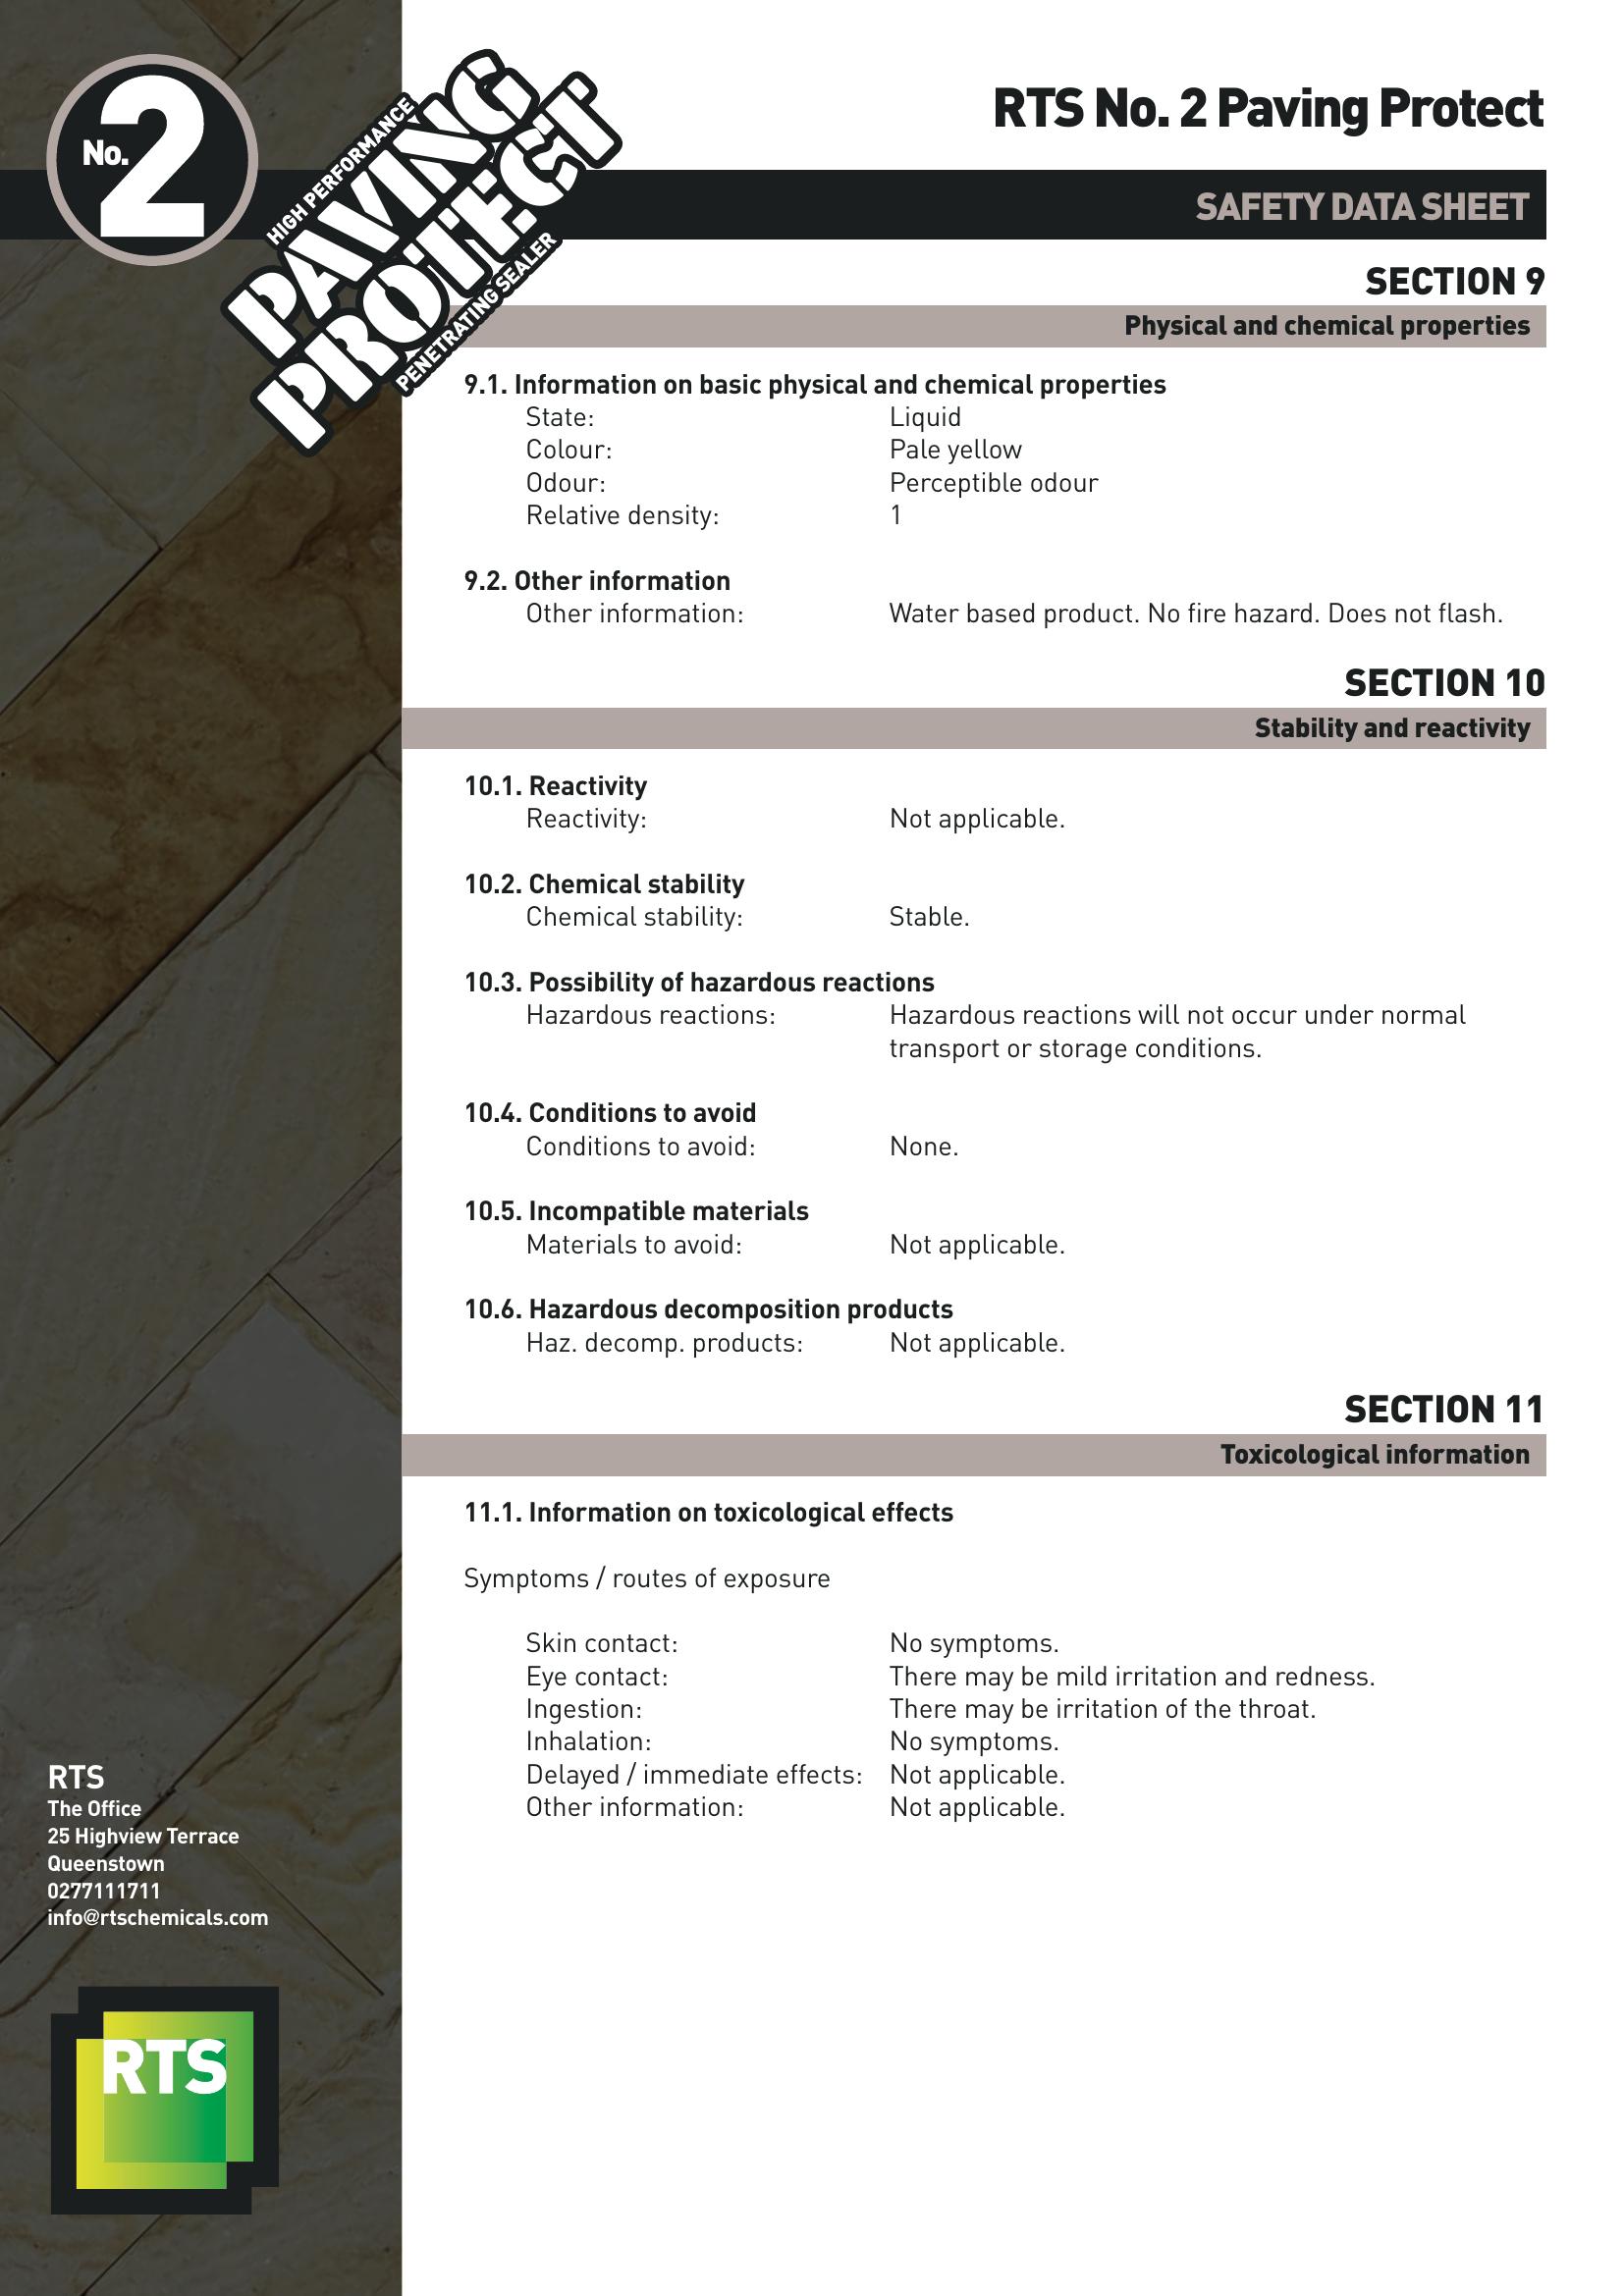 No. 2
HIGH PERFORMANCE
PAVING
PROTECT
PENETRATING SEALER
RTS No. 2 Paving Protect
SAFETY DATA SHEET
SECTION 9
Physical and chemical properties
9.1. Information on basic physical and chemical properties
State: Liquid
Colour: Pale yellow
Odour: Perceptible odour
Relative density: 1
9.2. Other information
Other information: Water based product. No fire hazard. Does not flash.
SECTION 10
Stability and reactivity
10.1. Reactivity
Reactivity: Not applicable.
10.2. Chemical stability
Chemical stability: Stable.
10.3. Possibility of hazardous reactions
Hazardous reactions: Hazardous reactions will not occur under normal
transport or storage conditions.
10.4. Conditions to avoid
Conditions to avoid: None.
10.5. Incompatible materials
Materials to avoid: Not applicable.
10.6. Hazardous decomposition products
Haz. decomp. products: Not applicable.
SECTION 11
Toxicological information
11.1. Information on toxicological effects
Symptoms / routes of exposure
Skin contact: No symptoms.
Eye contact: There may be mild irritation and redness.
Ingestion: There may be irritation of the throat.
Inhalation: No symptoms.
Delayed / immediate effects: Not applicable.
Other information: Not applicable.
RTS
The Office
25 Highview Terrace
Queenstown
0277111711
info@rtschemicals.com
RTS